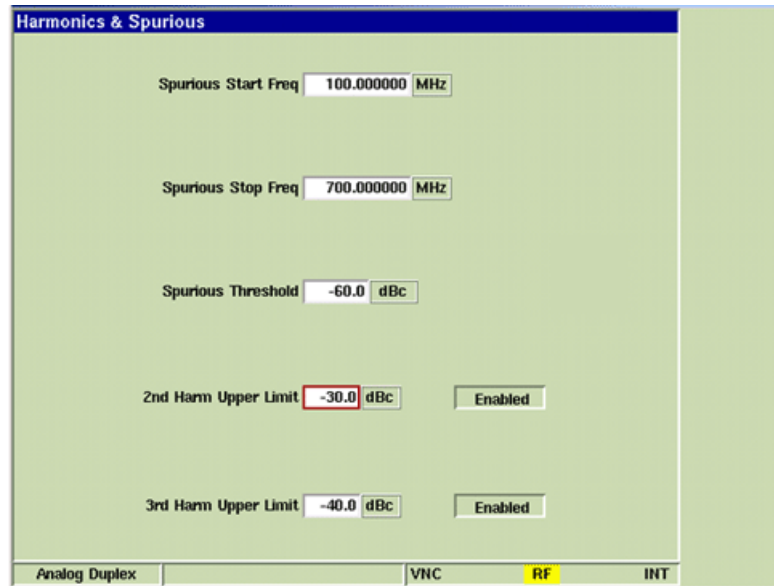 Harmonics & Spurious
Spurious Start Freq 100.000000 MHz
Spurious Stop Freq 700.000000 MHz
Spurious Threshold -60.0 dBc
2nd Harm Upper Limit -30.0 dBc Enabled
3rd Harm Upper Limit -40.0 dBc Enabled
Analog Duplex VNC RF INT